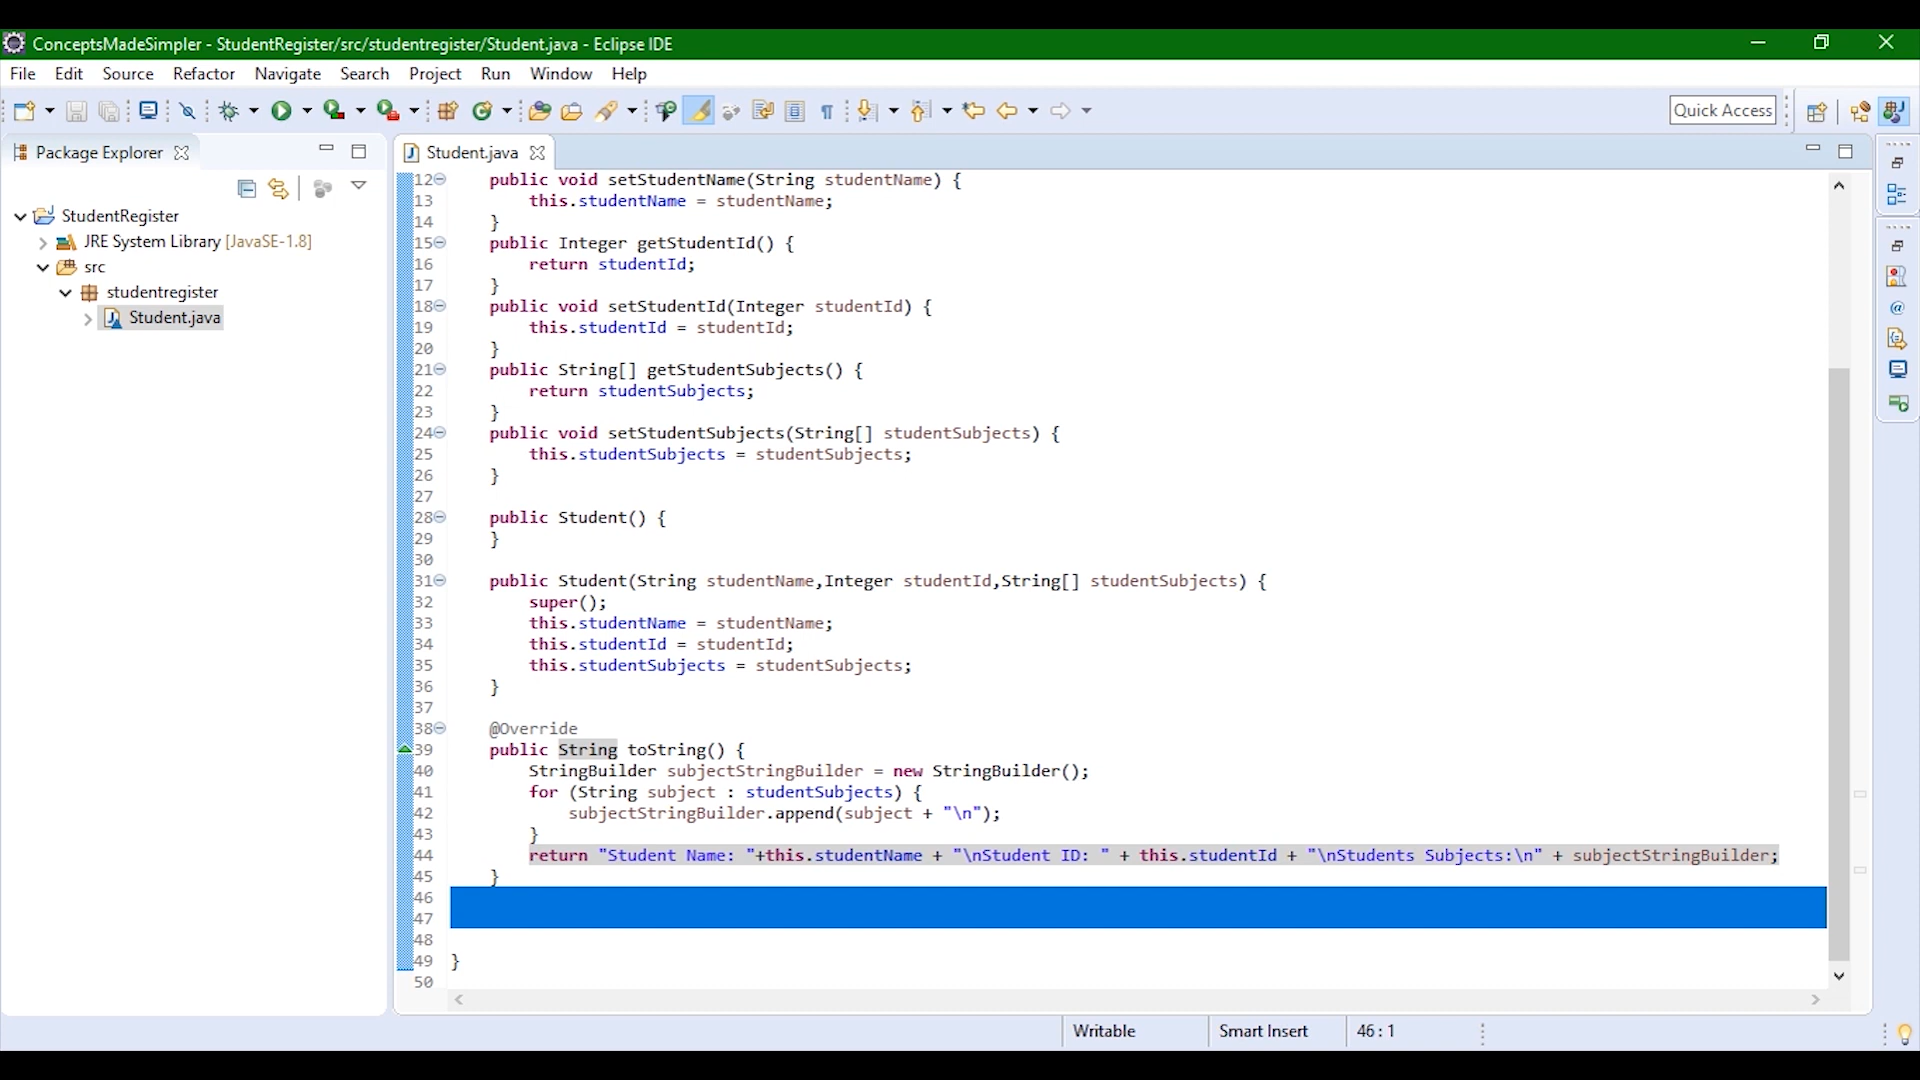 ConceptsMadeSimpler - StudentRegister/src/studentregister/Student.java - Eclipse IDE
File Edit Source Refactor Navigate Search Project Run Window Help
Quick Access
Package Explorer
StudentRegister
JRE System Library [JavaSE-1.8]
src
studentregister
Student.java
Student.java
12 public void setStudentName(String studentName) {
13 this.studentName = studentName;
14 }
15 public Integer getStudentId() {
16 return studentId;
17 }
18 public void setStudentId(Integer studentId) {
19 this.studentId = studentId;
20 }
21 public String[] getStudentSubjects() {
22 return studentSubjects;
23 }
24 public void setStudentSubjects(String[] studentSubjects) {
25 this.studentSubjects = studentSubjects;
26 }
27
28 public Student() {
29 }
30
31 public Student(String studentName,Integer studentId,String[] studentSubjects) {
32 super();
33 this.studentName = studentName;
34 this.studentId = studentId;
35 this.studentSubjects = studentSubjects;
36 }
37
38 @Override
39 public String toString() {
40 StringBuilder subjectStringBuilder = new StringBuilder();
41 for (String subject : studentSubjects) {
42 subjectStringBuilder.append(subject + "\n");
43 }
44 return "Student Name: "+this.studentName + "\nStudent ID: " + this.studentId + "\nStudents Subjects:\n" + subjectStringBuilder;
45 }
46
47
48
49 }
50
Writable Smart Insert 46 : 1